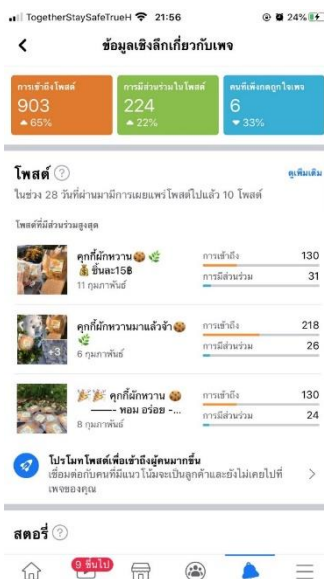 TogetherStaySafeTrueH 21:56 24%
ข้อมูลเชิงลึกเกี่ยวกับเพจ
การเข้าถึงโพสต์
903
65%
การมีส่วนร่วมในโพสต์
224
22%
คนที่เพิ่งกดถูกใจเพจ
6
33%
โพสต์
ดูเพิ่มเติม
ในช่วง 28 วันที่ผ่านมามีการเผยแพร่โพสต์ไปแล้ว 10 โพสต์
โพสต์ที่มีส่วนร่วมสูงสุด
คุกกี้ผักหวาน🍪 🌿
💰 ชิ้นละ15฿
11 กุมภาพันธ์
การเข้าถึง 130
การมีส่วนร่วม 31
+3
คุกกี้ผักหวานมาแล้วจ้า🍪
🌿
6 กุมภาพันธ์
การเข้าถึง 218
การมีส่วนร่วม 26
🎉🎉 คุกกี้ผักหวาน 🍪
——- หอม อร่อย -...
8 กุมภาพันธ์
การเข้าถึง 130
การมีส่วนร่วม 24
โปรโมทโพสต์เพื่อเข้าถึงผู้คนมากขึ้น
เชื่อมต่อกับคนที่มีแนวโน้มจะเป็นลูกค้าและยังไม่เคยไปที่
เพจของคุณ
สตอรี่
9 ขึ้นไป